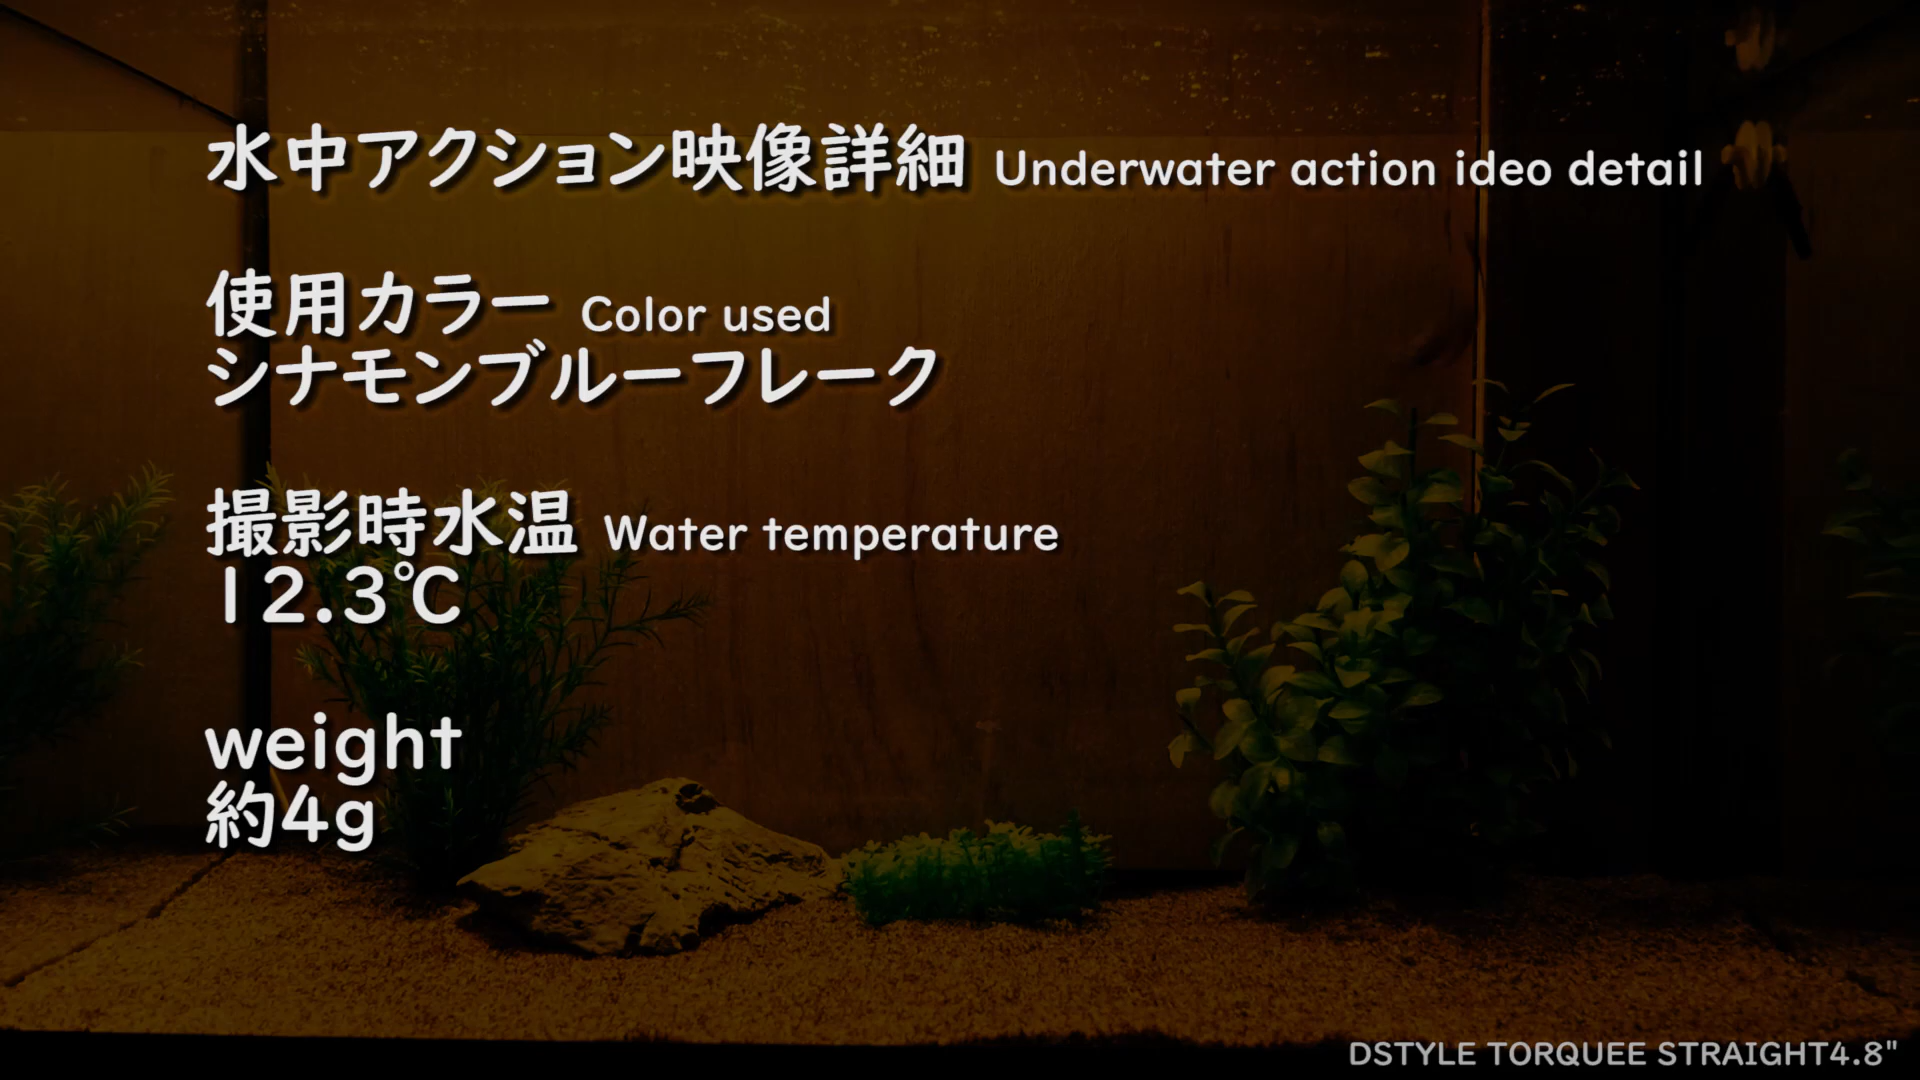 水中アクション映像詳細 Underwater action ideo detail
使用カラー Color used
シナモンブルーフレーク
撮影時水温 Water temperature
12.3℃
weight
約4g
DSTYLE TORQUEE STRAIGHT4.8"